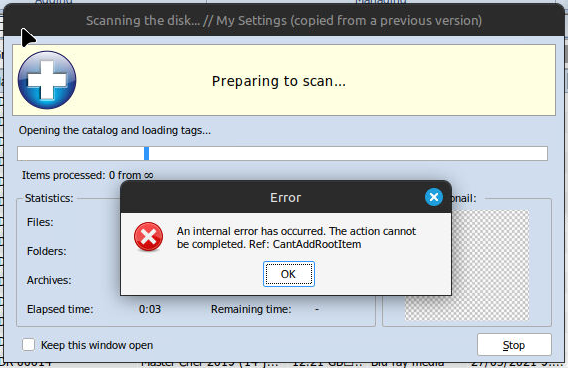 Adding Managing
Scanning the disk... // My Settings (copied from a previous version)
Preparing to scan...
Opening the catalog and loading tags...
Items processed: 0 from ∞
Statistics:
Files:
Folders:
Archives:
Elapsed time: 0:03 Remaining time: -
nail:
Error
An internal error has occurred. The action cannot
be completed. Ref: CantAddRootItem
OK
Keep this window open
Stop